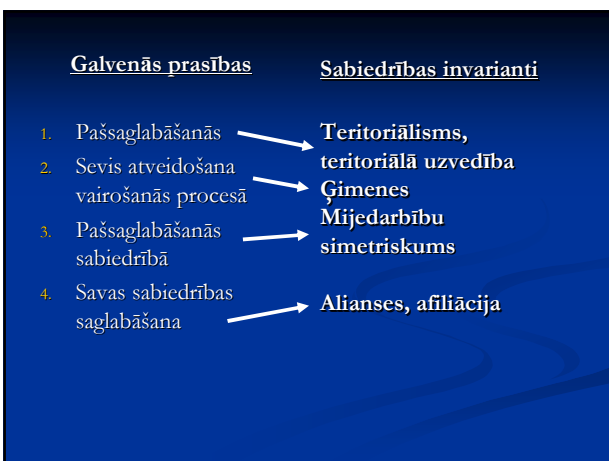 Galvenās prasības
1. Pašsaglabāšanās
2. Sevis atveidošana
vairošanās procesā
3. Pašsaglabāšanās
sabiedrībā
4. Savas sabiedrības
saglabāšana
Sabiedrības invarianti
Teritoriālisms,
teritoriālā uzvedība
Ģimenes
Mijedarbību
simetriskums
Alianses, afiliācija